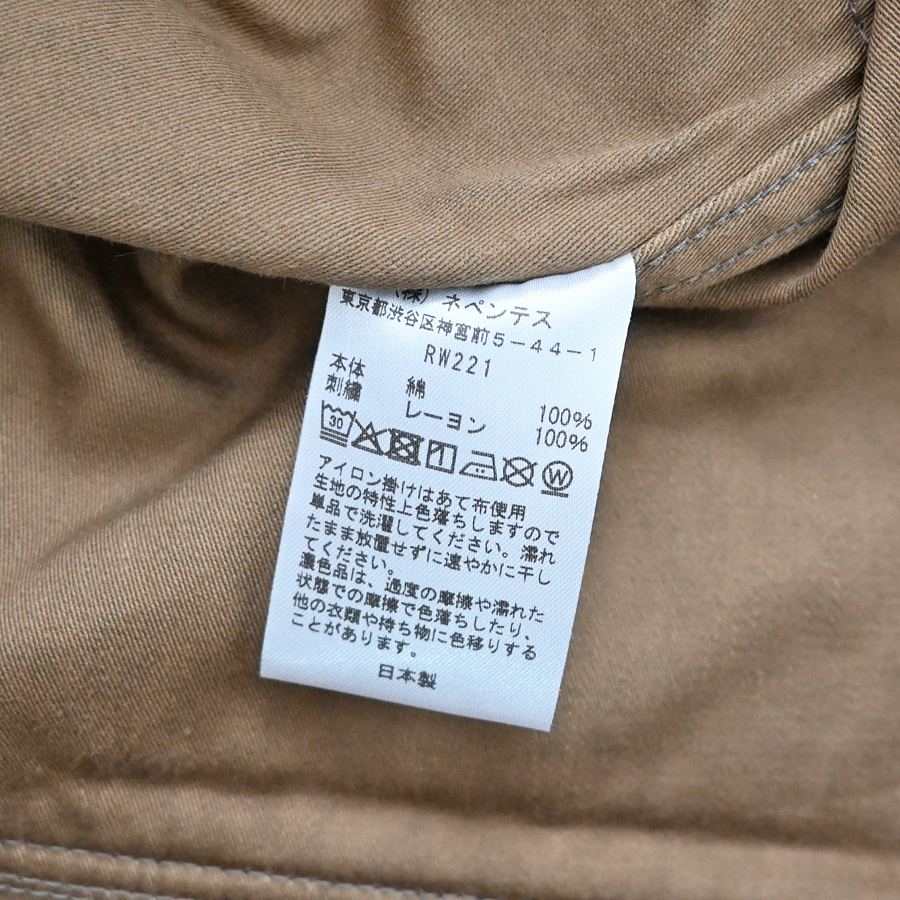 (株) ネペンテス
東京都渋谷区神宮前5-44-1
RW221
本体 綿 100%
刺繍 レーヨン 100%
30 W
アイロン掛けはあて布使用
生地の特性上色落ちしますので
単品で洗濯してください。濡れ
たまま放置せずに速やかに干し
てください。
濃色品は、過度の摩擦や濡れた
状態での摩擦で色落ちしたり、
他の衣類や持ち物に色移りする
ことがあります。
日本製